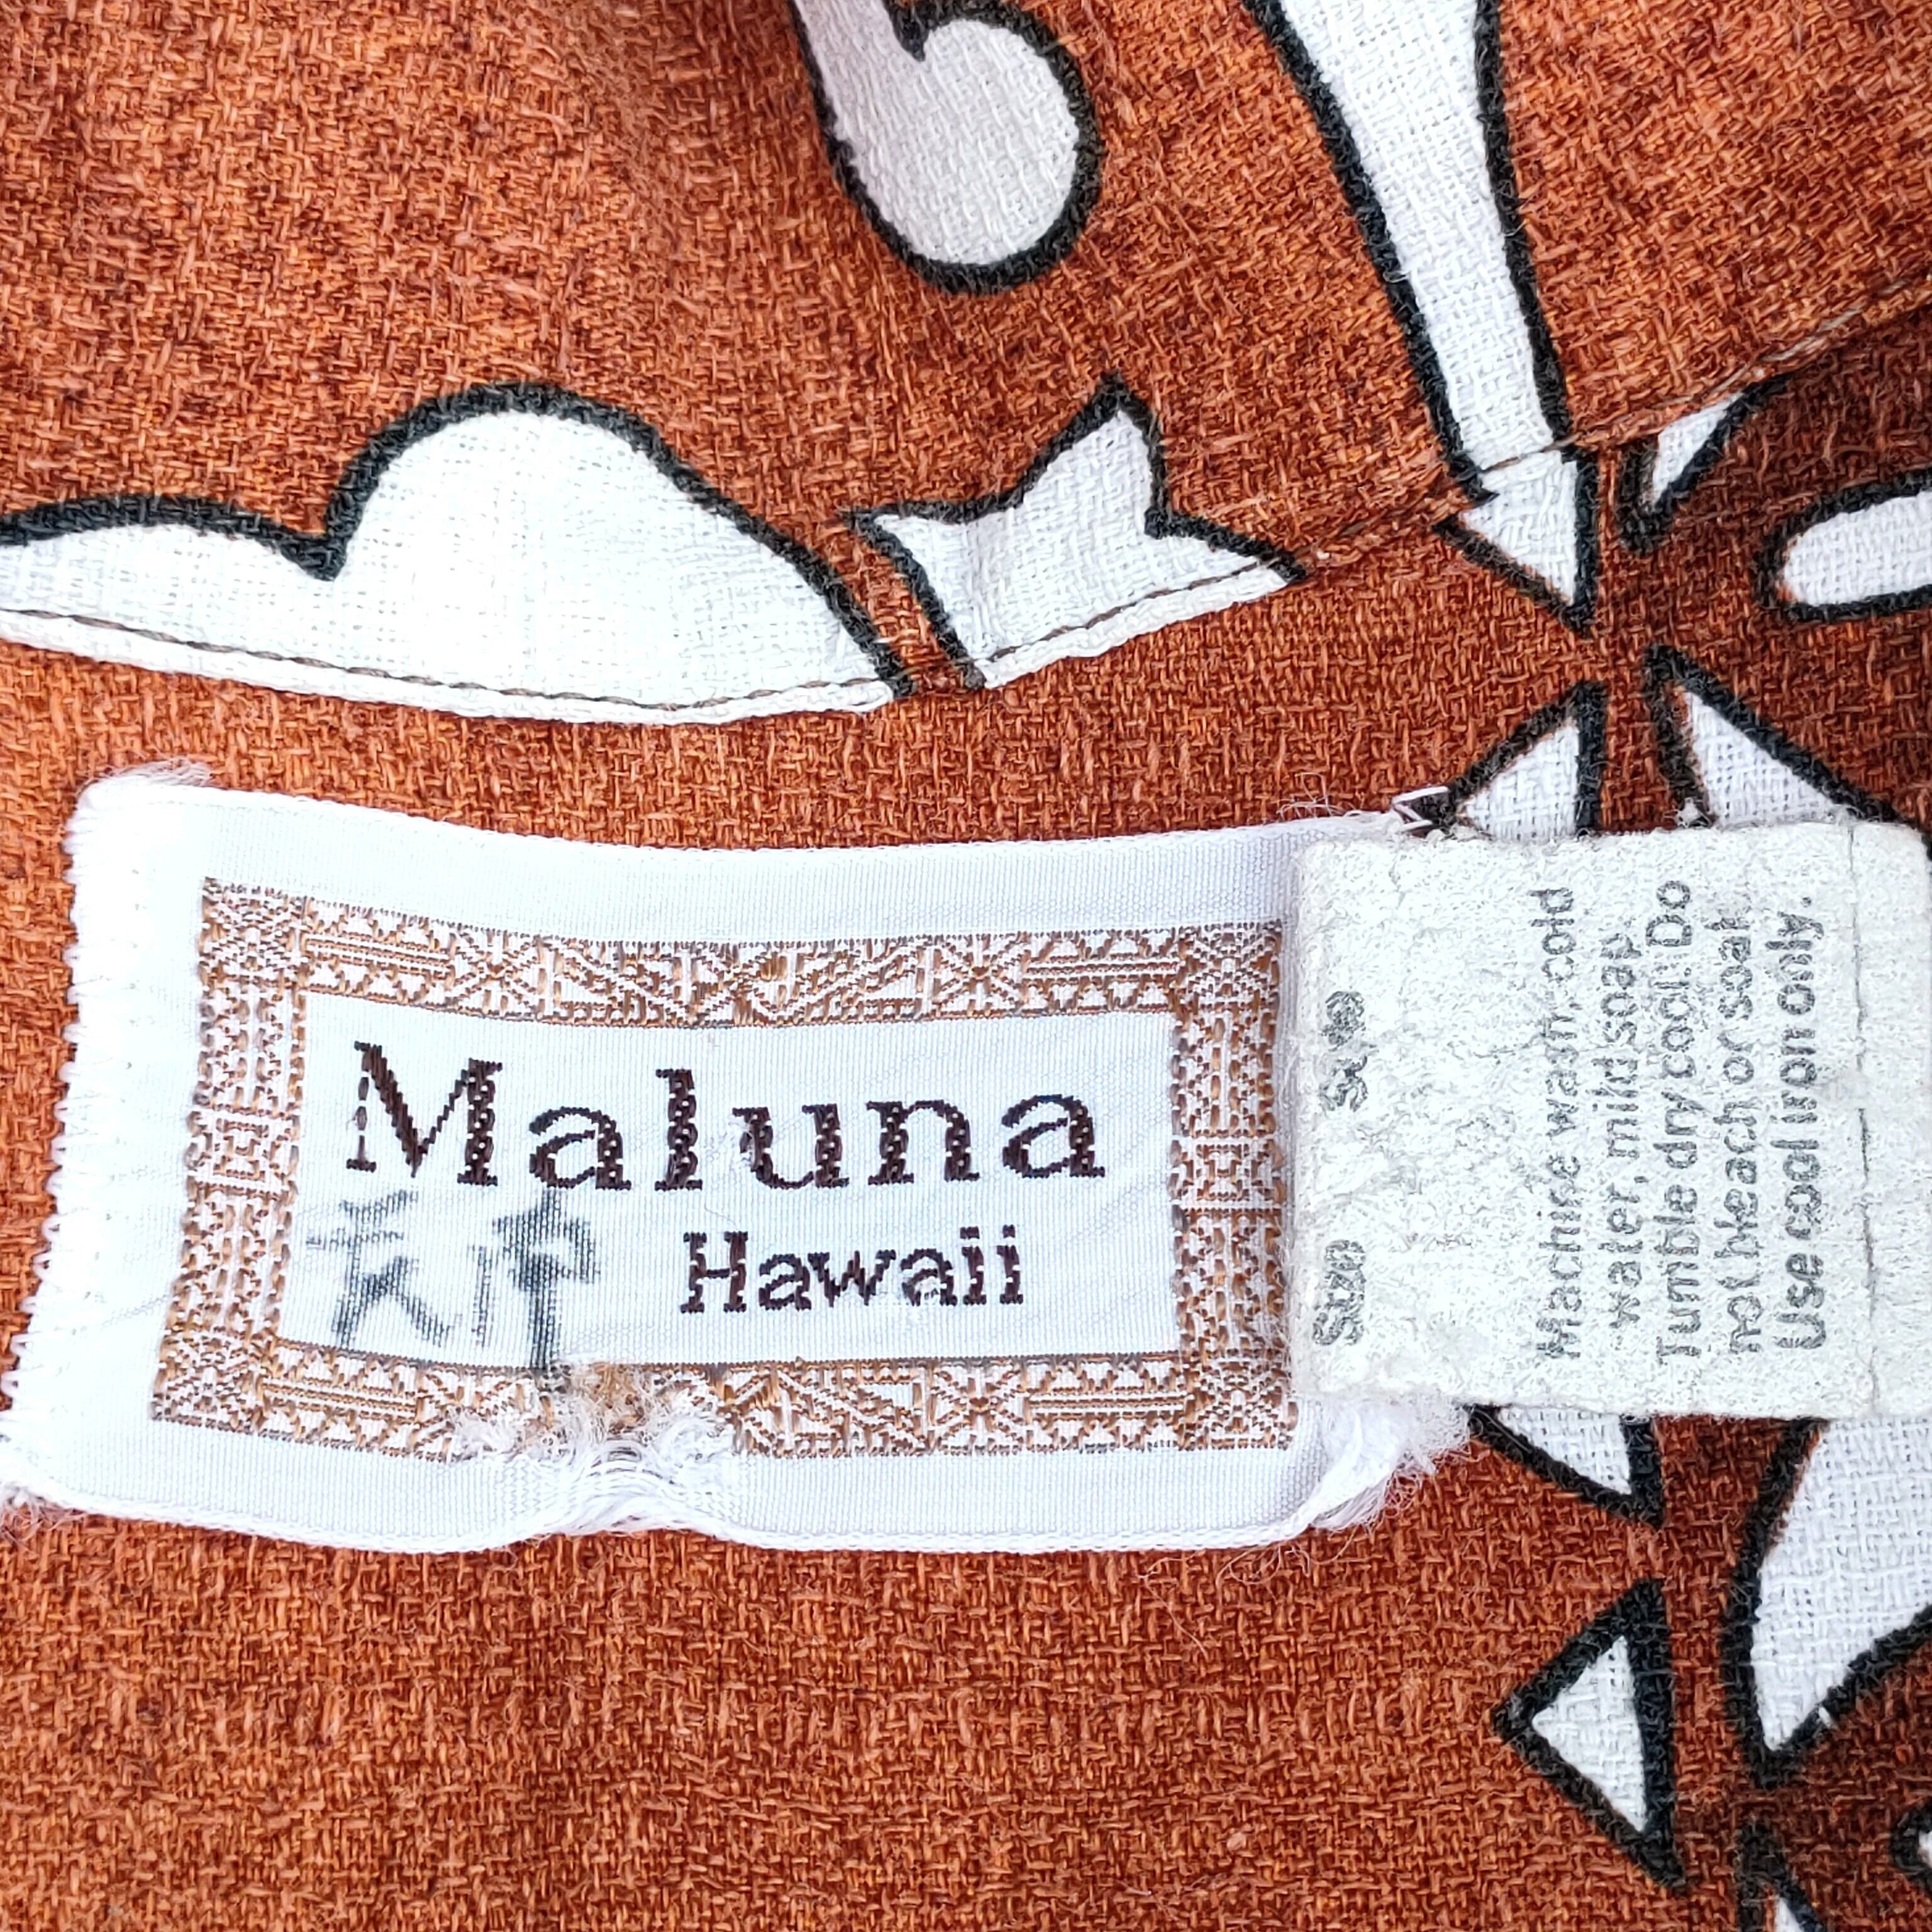 Maluna
Hawaii
Size
Machine wash cold
water, mild soap.
Tumble dry cool. Do
not bleach or soak.
Use cool iron only.